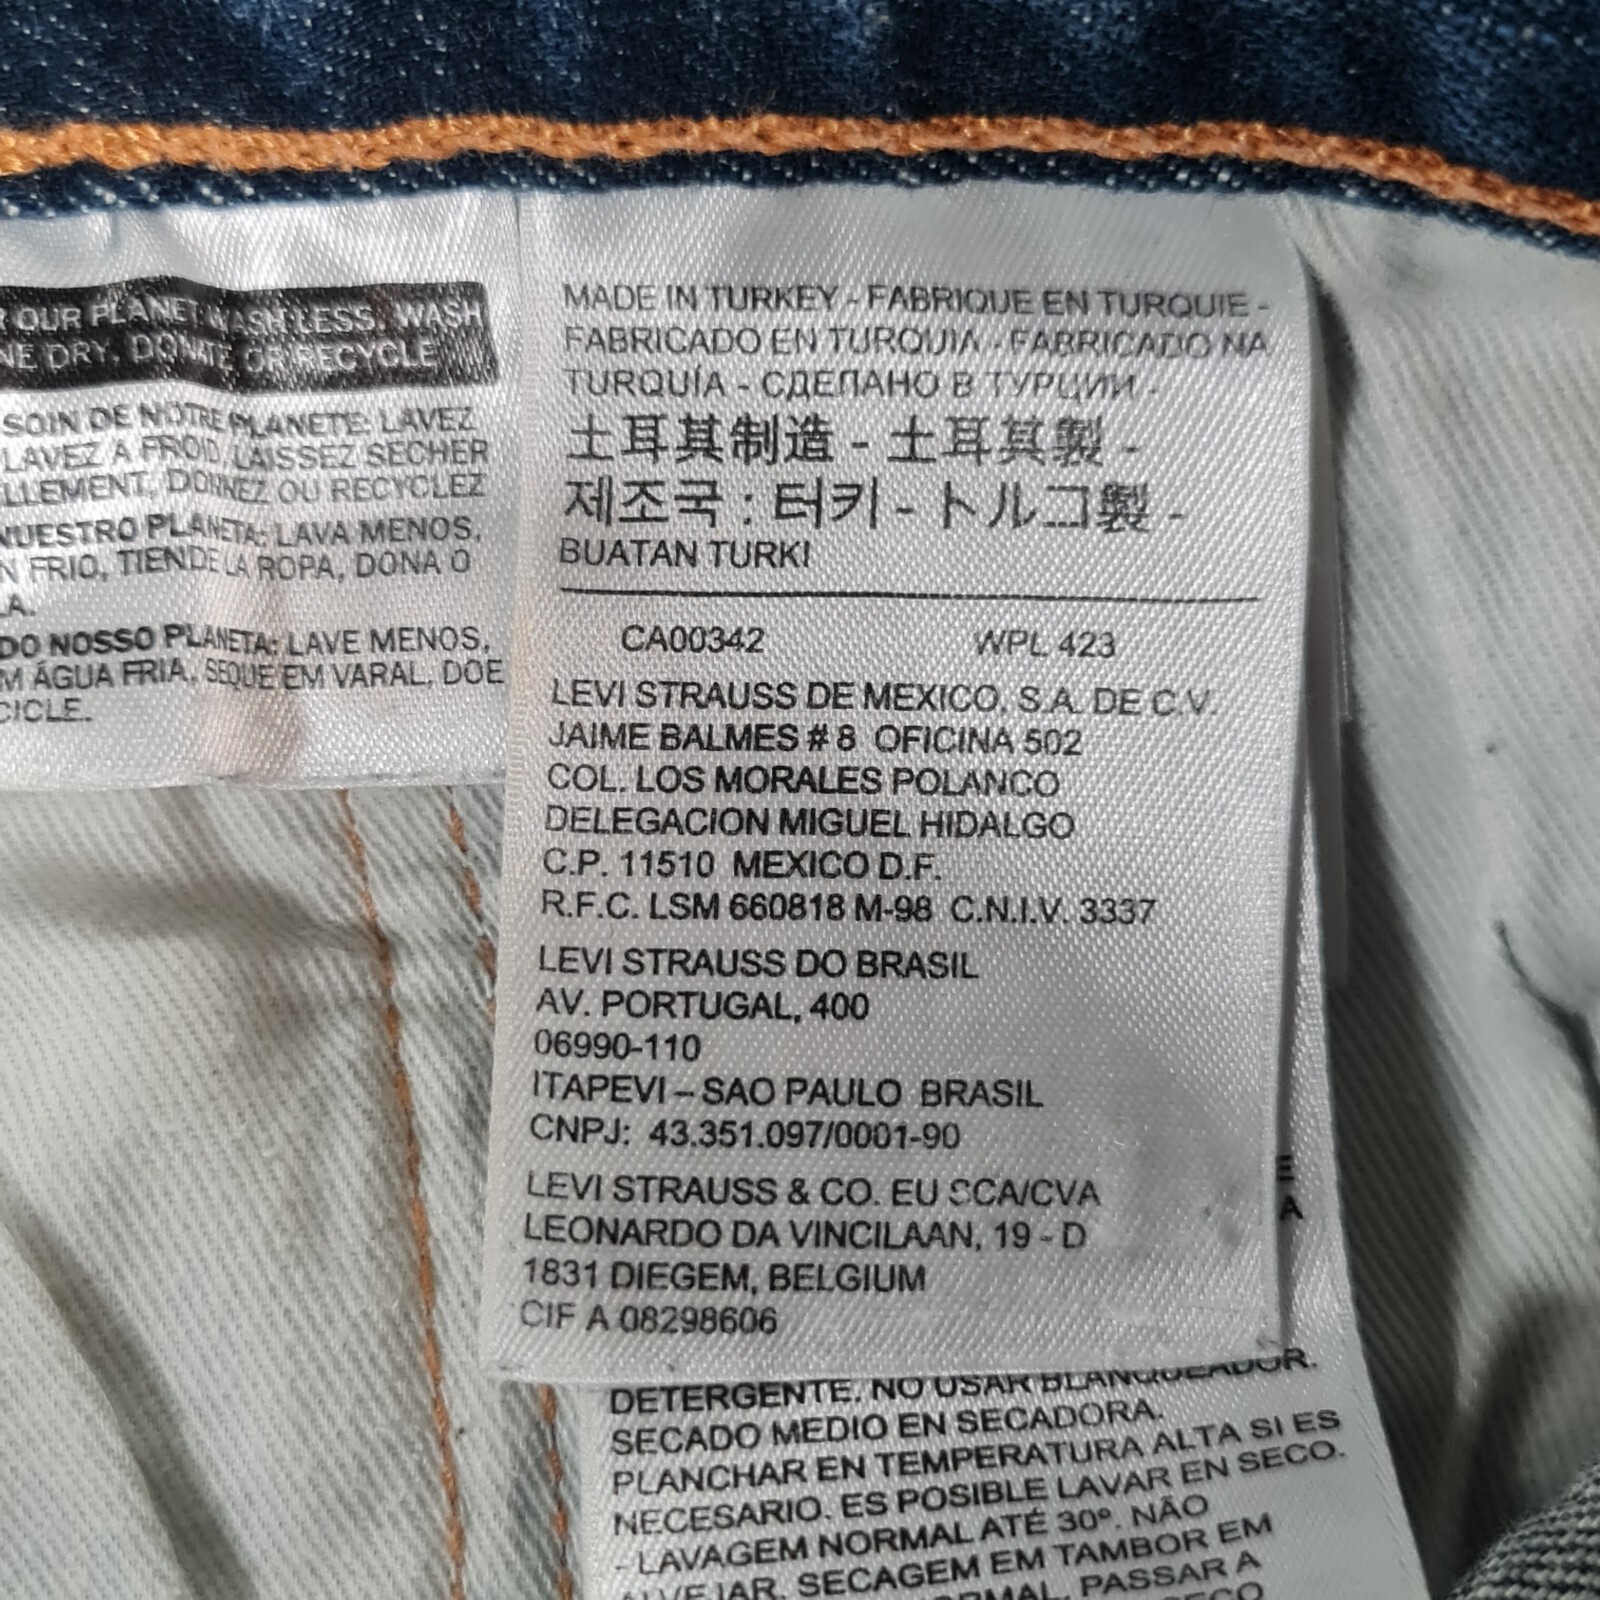 R OUR PLANET WASH LESS, WASH
NE DRY, DONATE OR RECYCLE
SOIN DE NOTRE PLANETE: LAVEZ
LAVEZ A FROID, LAISSEZ SECHER
LLEMENT, DONNEZ OU RECYCLEZ
NUESTRO PLANETA: LAVA MENOS,
N FRIO, TIENDE LA ROPA, DONA O
LA.
DO NOSSO PLANETA: LAVE MENOS,
M ÁGUA FRIA, SEQUE EM VARAL, DOE
CICLE.
MADE IN TURKEY - FABRIQUE EN TURQUIE -
FABRICADO EN TURQUIA - FABRICADO NA
TURQUÍA - СДЕЛАНО В ТУРЦИИ -
土耳其制造 - 土耳其製 -
제조국 : 터키 - トルコ製 -
BUATAN TURKI
CA00342 WPL 423
LEVI STRAUSS DE MEXICO, S.A. DE C.V.
JAIME BALMES # 8 OFICINA 502
COL. LOS MORALES POLANCO
DELEGACION MIGUEL HIDALGO
C.P. 11510 MEXICO D.F.
R.F.C. LSM 660818 M-98 C.N.I.V. 3337
LEVI STRAUSS DO BRASIL
AV. PORTUGAL, 400
06990-110
ITAPEVI – SAO PAULO BRASIL
CNPJ: 43.351.097/0001-90
LEVI STRAUSS & CO. EU SCA/CVA
LEONARDO DA VINCILAAN, 19 - D
1831 DIEGEM, BELGIUM
CIF A 08298606
E
A
DETERGENTE. NO USAR BLANQUEADOR.
SECADO MEDIO EN SECADORA.
PLANCHAR EN TEMPERATURA ALTA SI ES
NECESARIO. ES POSIBLE LAVAR EN SECO.
- LAVAGEM NORMAL ATÉ 30º. NÃO
ALVEJAR. SECAGEM EM TAMBOR EM
ORMAL, PASSAR A
SECO